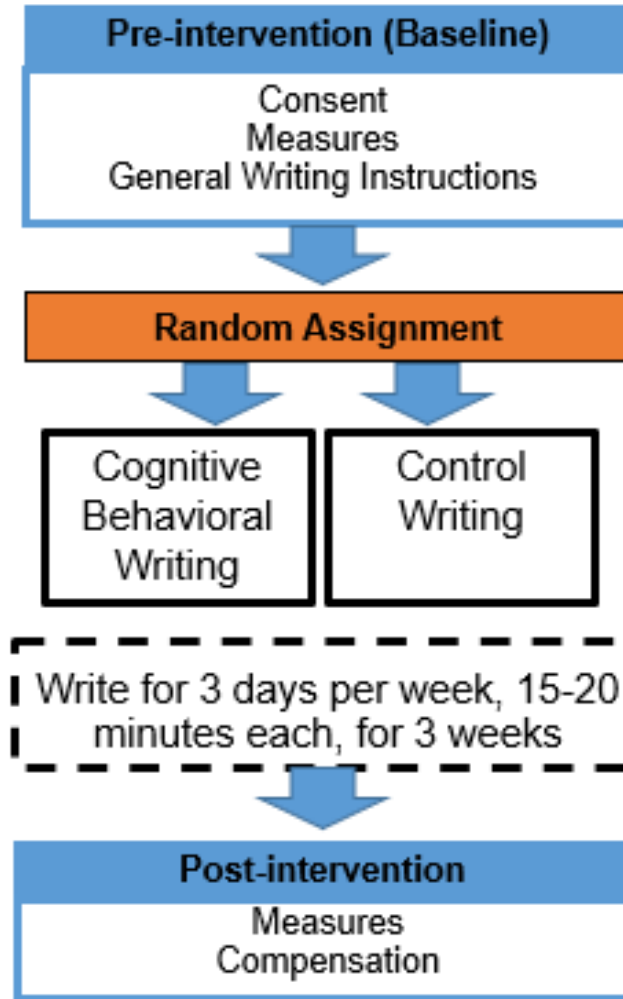 Pre-intervention (Baseline)
Consent
Measures
General Writing Instructions
Random Assignment
Cognitive
Behavioral
Writing
Control
Writing
Write for 3 days per week, 15-20
minutes each, for 3 weeks
Post-intervention
Measures
Compensation